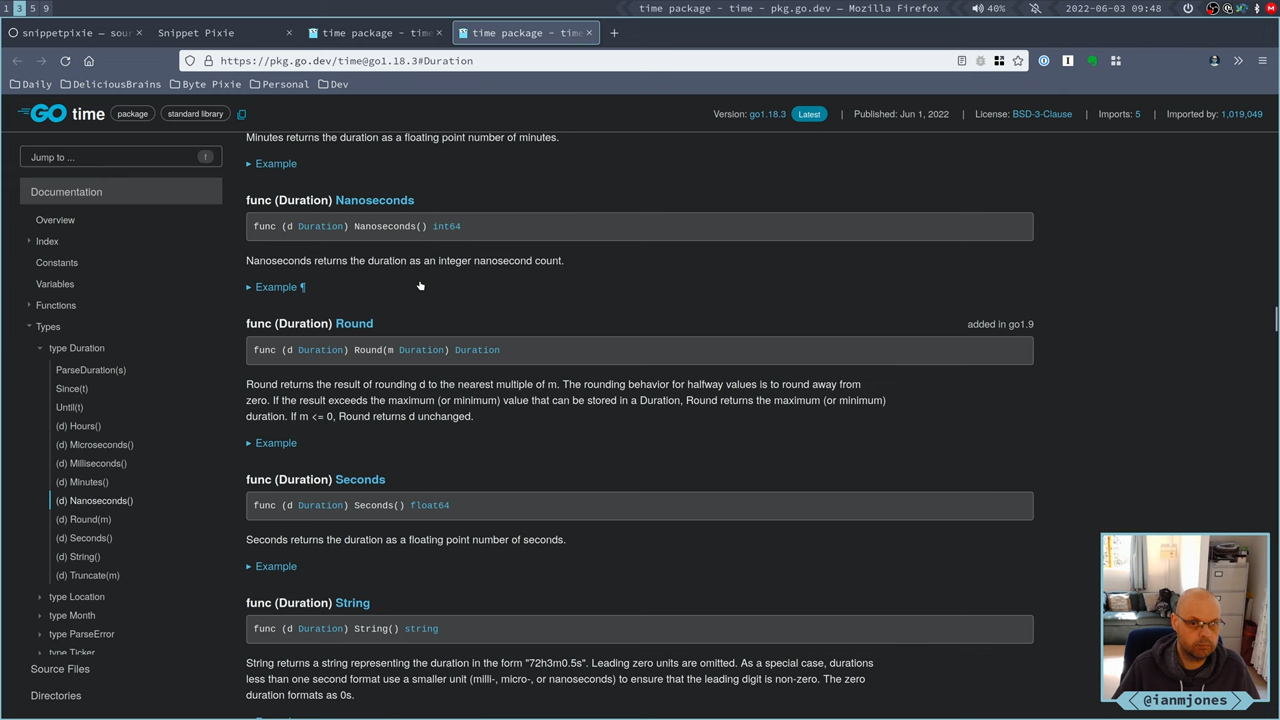 1 3 5 9
time package - time - pkg.go.dev — Mozilla Firefox
40%
2022-06-03 09:48
snippetpixie — sour
Snippet Pixie
time package - time
time package - time
https://pkg.go.dev/time@go1.18.3#Duration
Daily
DeliciousBrains
Byte Pixie
Personal
Dev
GO time
package
standard library
Version: go1.18.3 Latest
Published: Jun 1, 2022
License: BSD-3-Clause
Imports: 5
Imported by: 1,019,049
Jump to ...
f
Documentation
Overview
Index
Constants
Variables
Functions
Types
type Duration
ParseDuration(s)
Since(t)
Until(t)
(d) Hours()
(d) Microseconds()
(d) Milliseconds()
(d) Minutes()
(d) Nanoseconds()
(d) Round(m)
(d) Seconds()
(d) String()
(d) Truncate(m)
type Location
type Month
type ParseError
type Ticker
Source Files
Directories
Minutes returns the duration as a floating point number of minutes.
Example
func (Duration) Nanoseconds
func (d Duration) Nanoseconds() int64
Nanoseconds returns the duration as an integer nanosecond count.
Example ¶
func (Duration) Round
added in go1.9
func (d Duration) Round(m Duration) Duration
Round returns the result of rounding d to the nearest multiple of m. The rounding behavior for halfway values is to round away from
zero. If the result exceeds the maximum (or minimum) value that can be stored in a Duration, Round returns the maximum (or minimum)
duration. If m <= 0, Round returns d unchanged.
Example
func (Duration) Seconds
func (d Duration) Seconds() float64
Seconds returns the duration as a floating point number of seconds.
Example
func (Duration) String
func (d Duration) String() string
String returns a string representing the duration in the form "72h3m0.5s". Leading zero units are omitted. As a special case, durations
less than one second format use a smaller unit (milli-, micro-, or nanoseconds) to ensure that the leading digit is non-zero. The zero
duration formats as 0s.
@ianmjones